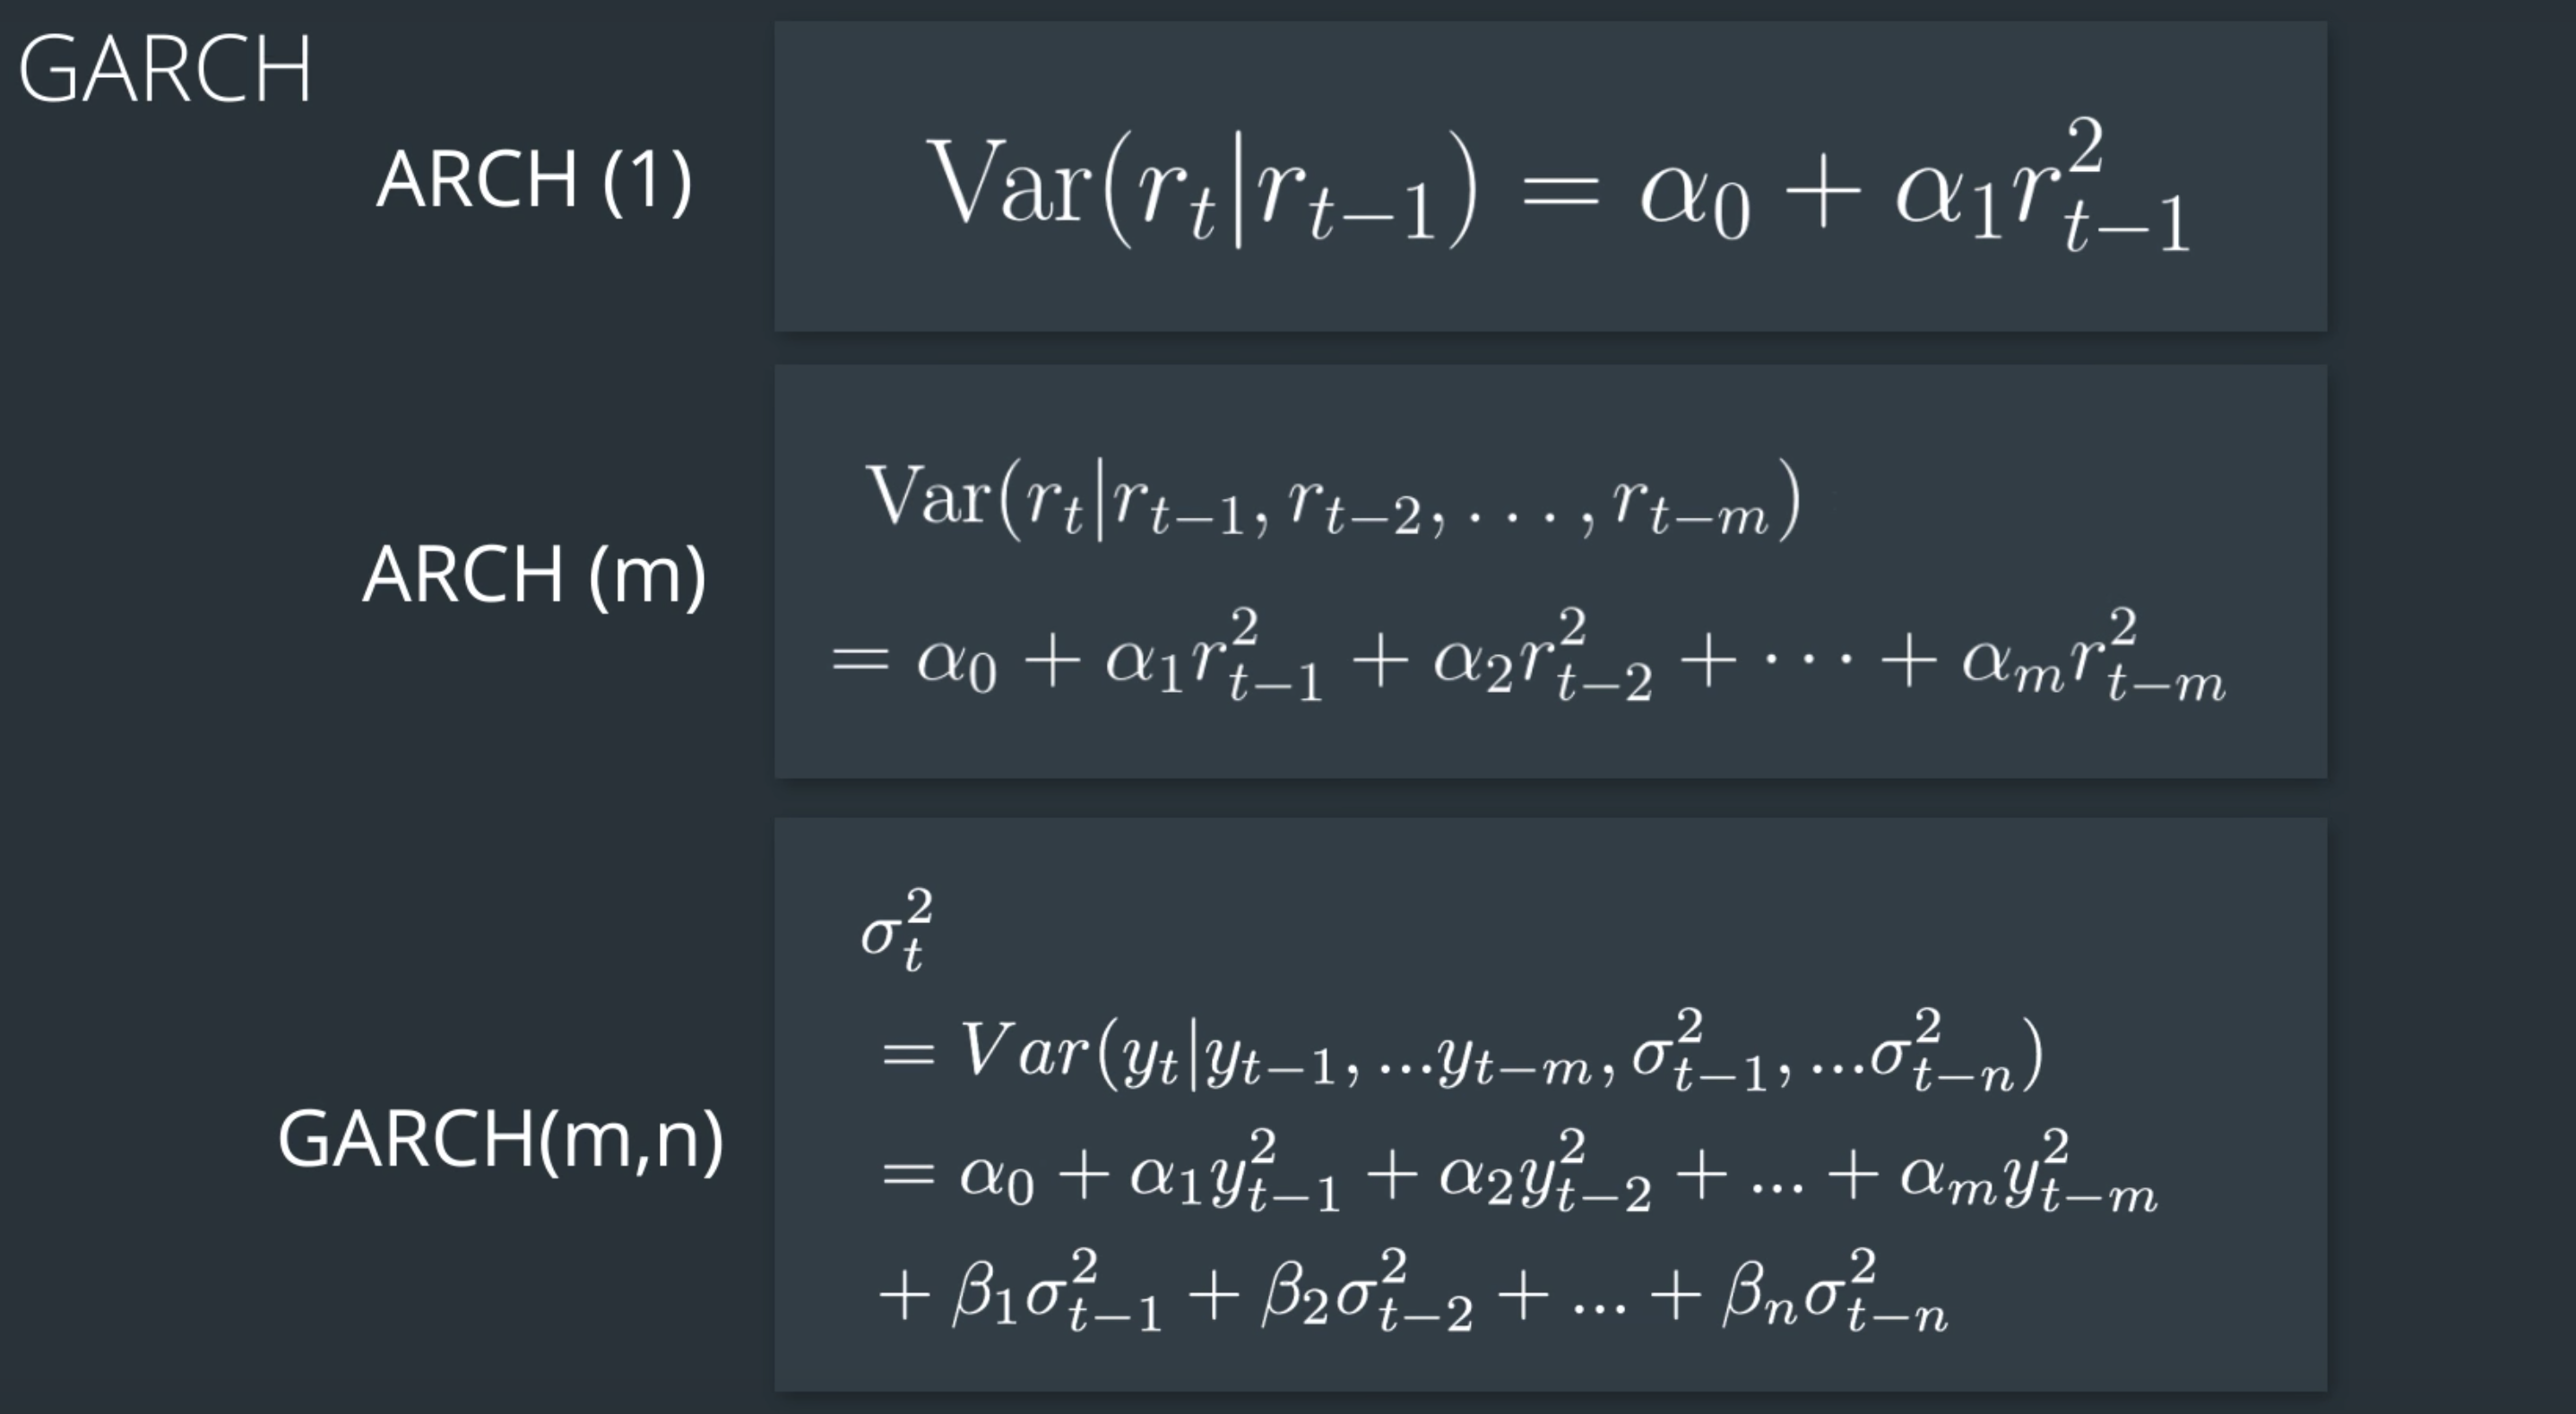 GARCH
ARCH (1)
Var(r_t|r_{t−1}) = α_0 + α_1 r_{t−1}^2
ARCH (m)
Var(r_t|r_{t−1}, r_{t−2}, . . . , r_{t−m})
= α_0 + α_1 r_{t−1}^2 + α_2 r_{t−2}^2 + · · · + α_m r_{t−m}^2
GARCH(m,n)
σ_t^2
= Var(y_t|y_{t−1}, ...y_{t−m}, σ_{t−1}^2, ...σ_{t−n}^2)
= α_0 + α_1 y_{t−1}^2 + α_2 y_{t−2}^2 + ... + α_m y_{t−m}^2
+ β_1 σ_{t−1}^2 + β_2 σ_{t−2}^2 + ... + β_n σ_{t−n}^2